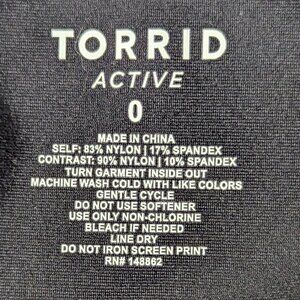 TORRID
ACTIVE
0
MADE IN CHINA
SELF: 83% NYLON | 17% SPANDEX
CONTRAST: 90% NYLON | 10% SPANDEX
TURN GARMENT INSIDE OUT
MACHINE WASH COLD WITH LIKE COLORS
GENTLE CYCLE
DO NOT USE SOFTENER
USE ONLY NON-CHLORINE
BLEACH IF NEEDED
LINE DRY
DO NOT IRON SCREEN PRINT
RN# 148862